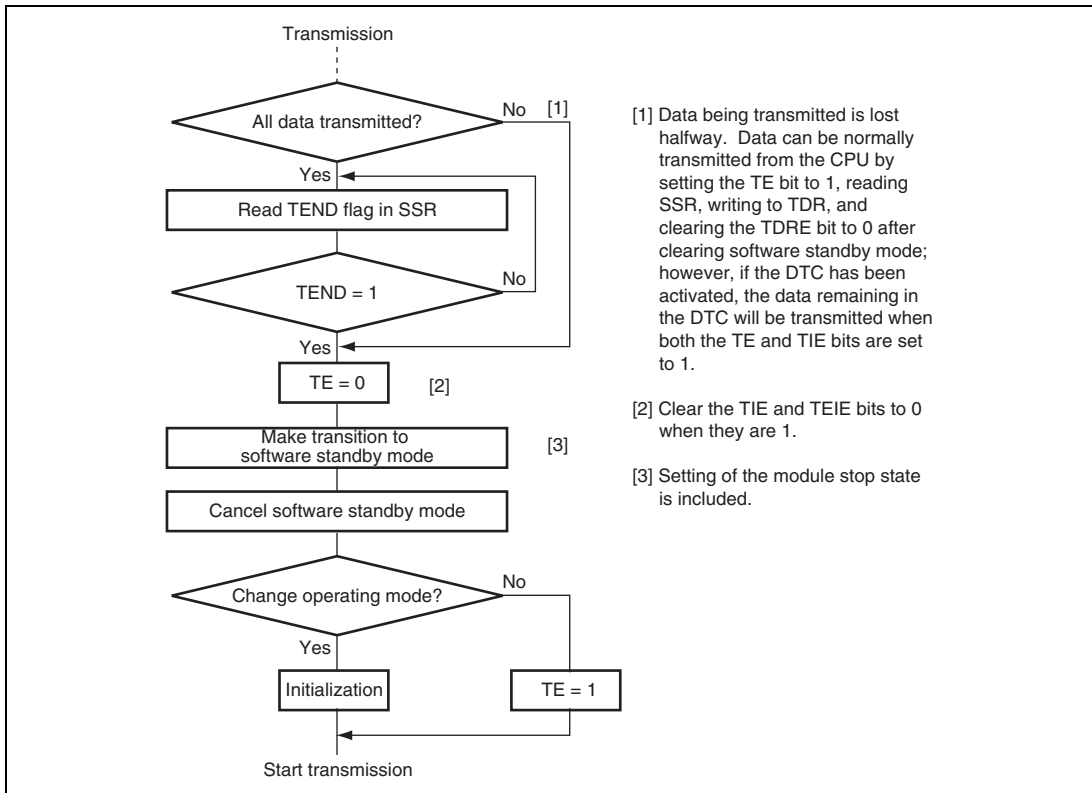 Transmission
All data transmitted?
No [1]
Yes
Read TEND flag in SSR
TEND = 1
No
Yes
TE = 0
[2]
Make transition to
software standby mode
[3]
Cancel software standby mode
Change operating mode?
No
Yes
Initialization
TE = 1
Start transmission
[1] Data being transmitted is lost
halfway. Data can be normally
transmitted from the CPU by
setting the TE bit to 1, reading
SSR, writing to TDR, and
clearing the TDRE bit to 0 after
clearing software standby mode;
however, if the DTC has been
activated, the data remaining in
the DTC will be transmitted when
both the TE and TIE bits are set
to 1.
[2] Clear the TIE and TEIE bits to 0
when they are 1.
[3] Setting of the module stop state
is included.